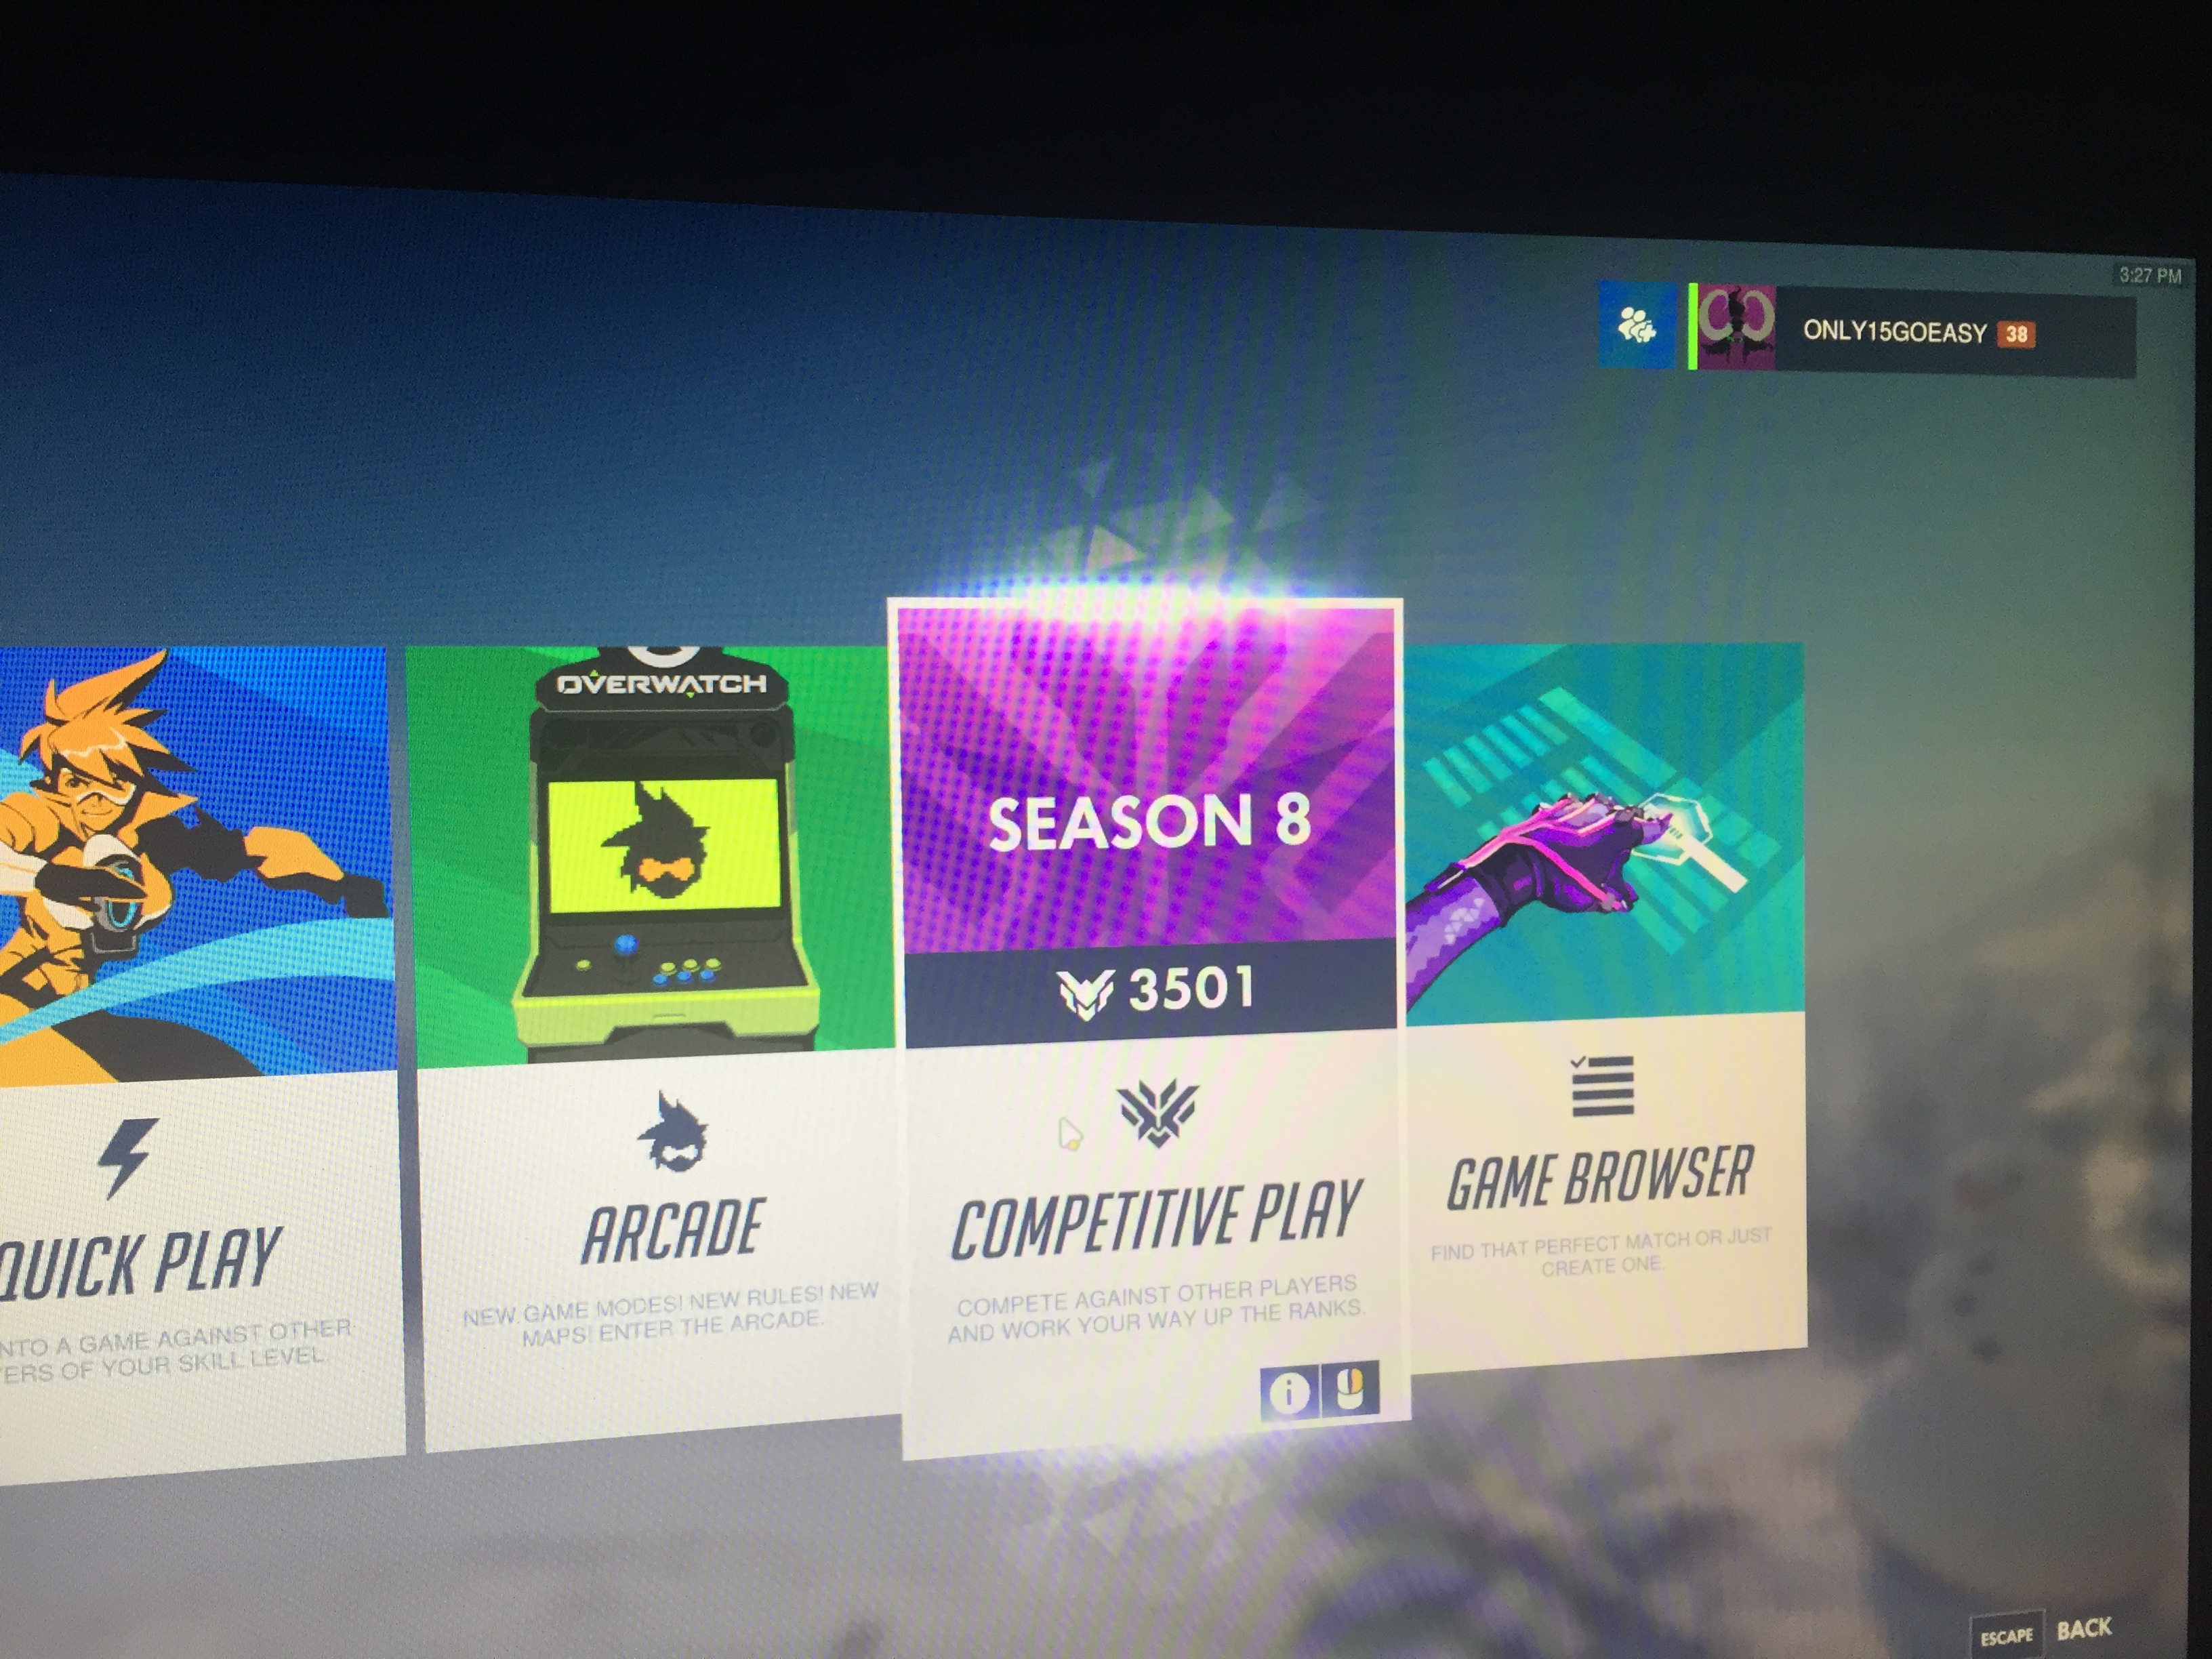 3:27 PM
ONLY15GOEASY 38
OVERWATCH
SEASON 8
3501
QUICK PLAY
NTO A GAME AGAINST OTHER
YERS OF YOUR SKILL LEVEL.
ARCADE
NEW GAME MODES! NEW RULES! NEW
MAPS! ENTER THE ARCADE.
COMPETITIVE PLAY
COMPETE AGAINST OTHER PLAYERS
AND WORK YOUR WAY UP THE RANKS.
GAME BROWSER
FIND THAT PERFECT MATCH OR JUST
CREATE ONE.
ESCAPE BACK